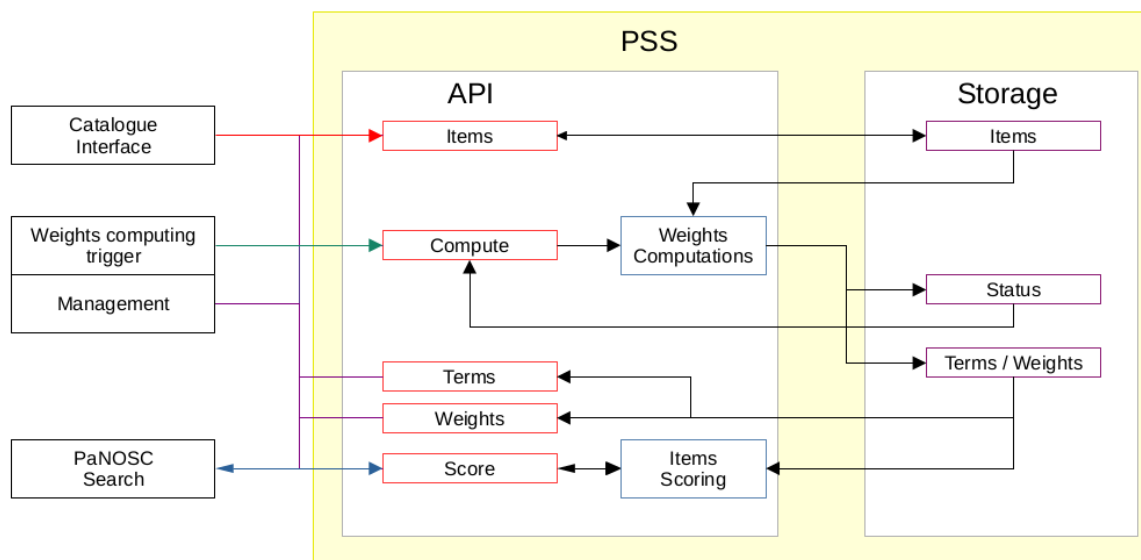 PSS
API
Storage
Catalogue
Interface
Items
Items
Weights computing
trigger
Compute
Weights
Computations
Management
Status
Terms
Terms / Weights
Weights
PaNOSC
Search
Score
Items
Scoring